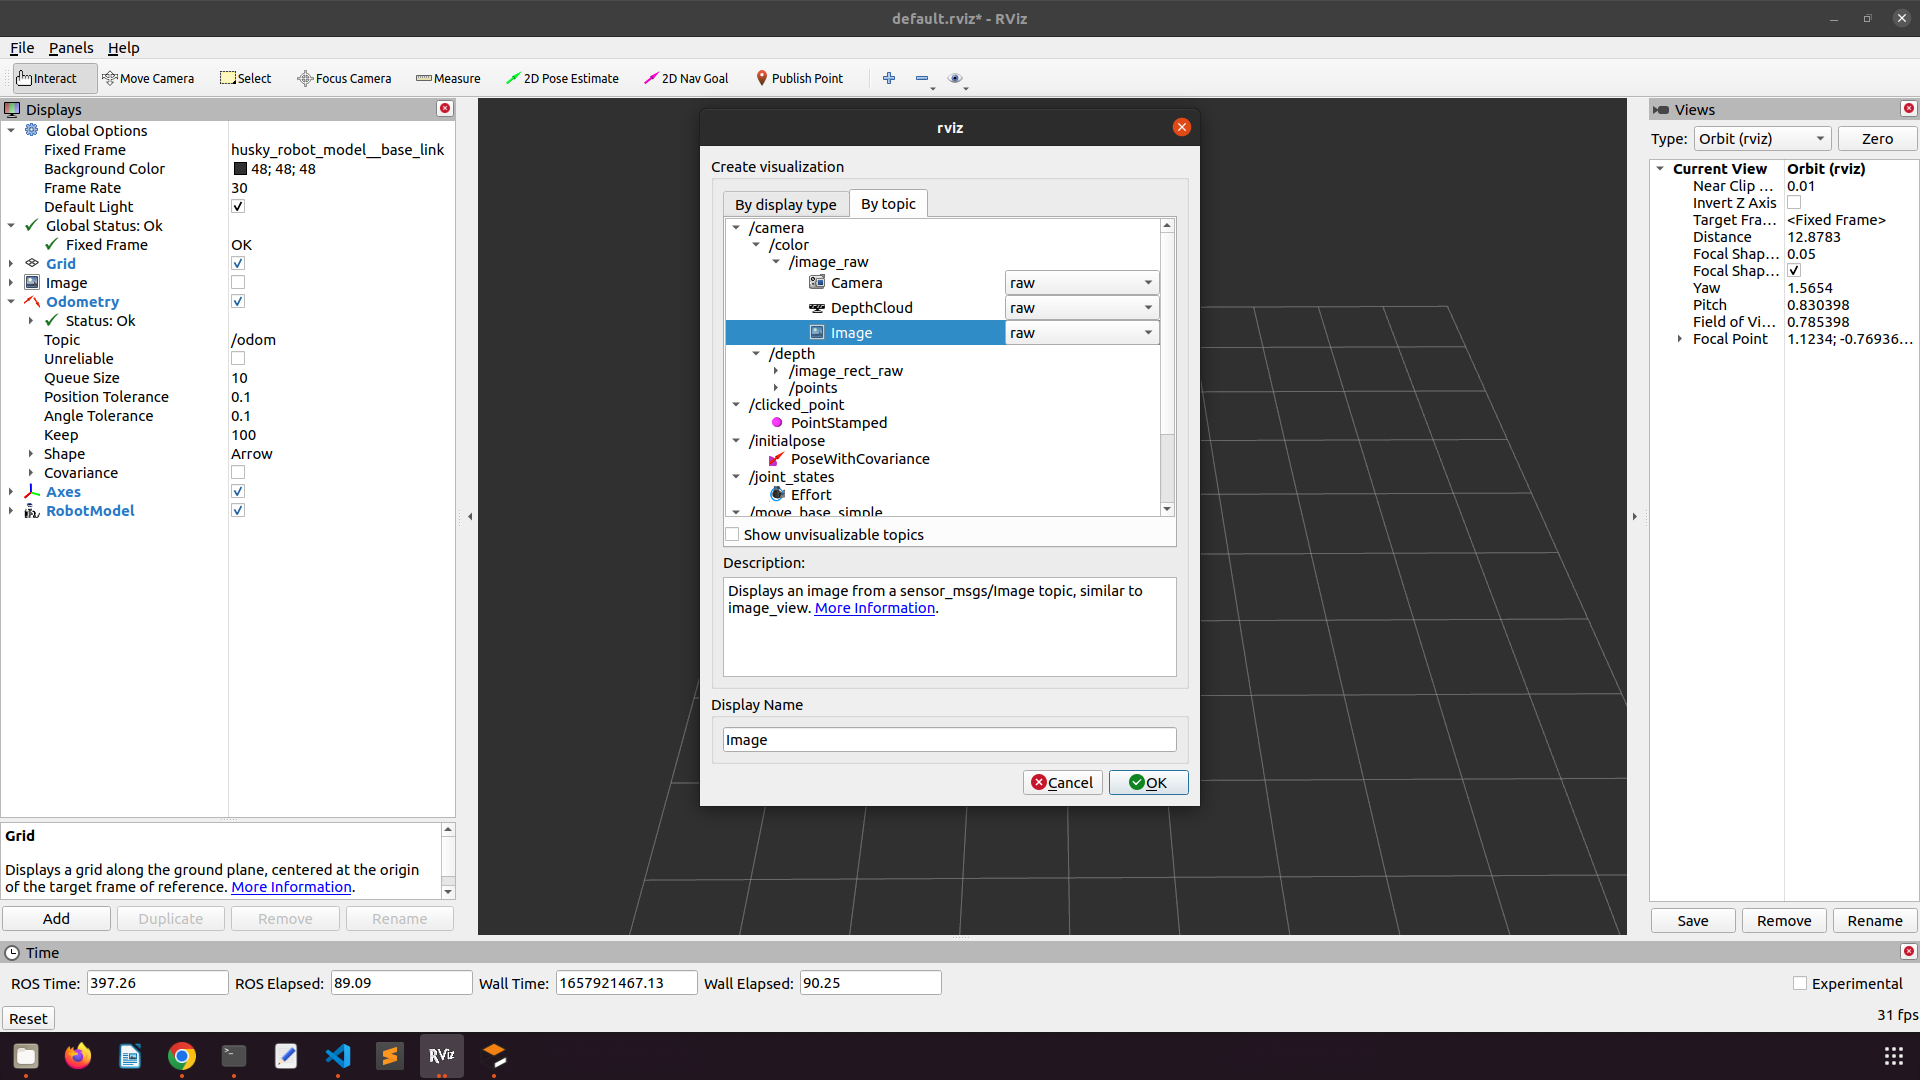 default.rviz* - RViz
File Panels Help
Interact Move Camera Select Focus Camera Measure 2D Pose Estimate 2D Nav Goal Publish Point
Displays
Global Options
Fixed Frame husky_robot_model__base_link
Background Color 48; 48; 48
Frame Rate 30
Default Light
Global Status: Ok
Fixed Frame OK
Grid
Image
Odometry
Status: Ok
Topic /odom
Unreliable
Queue Size 10
Position Tolerance 0.1
Angle Tolerance 0.1
Keep 100
Shape Arrow
Covariance
Axes
RobotModel
Grid
Displays a grid along the ground plane, centered at the origin
of the target frame of reference. More Information.
Add Duplicate Remove Rename
rviz
Create visualization
By display type By topic
/camera
/color
/image_raw
Camera raw
DepthCloud raw
Image raw
/depth
/image_rect_raw
/points
/clicked_point
PointStamped
/initialpose
PoseWithCovariance
/joint_states
Effort
/move_base_simple
Show unvisualizable topics
Description:
Displays an image from a sensor_msgs/Image topic, similar to
image_view. More Information.
Display Name
Image
Cancel OK
Views
Type: Orbit (rviz) Zero
Current View Orbit (rviz)
Near Clip ... 0.01
Invert Z Axis
Target Fra... <Fixed Frame>
Distance 12.8783
Focal Shap... 0.05
Focal Shap...
Yaw 1.5654
Pitch 0.830398
Field of Vi... 0.785398
Focal Point 1.1234; -0.76936...
Save Remove Rename
Time
ROS Time: 397.26 ROS Elapsed: 89.09 Wall Time: 1657921467.13 Wall Elapsed: 90.25 Experimental
Reset 31 fps
RViz